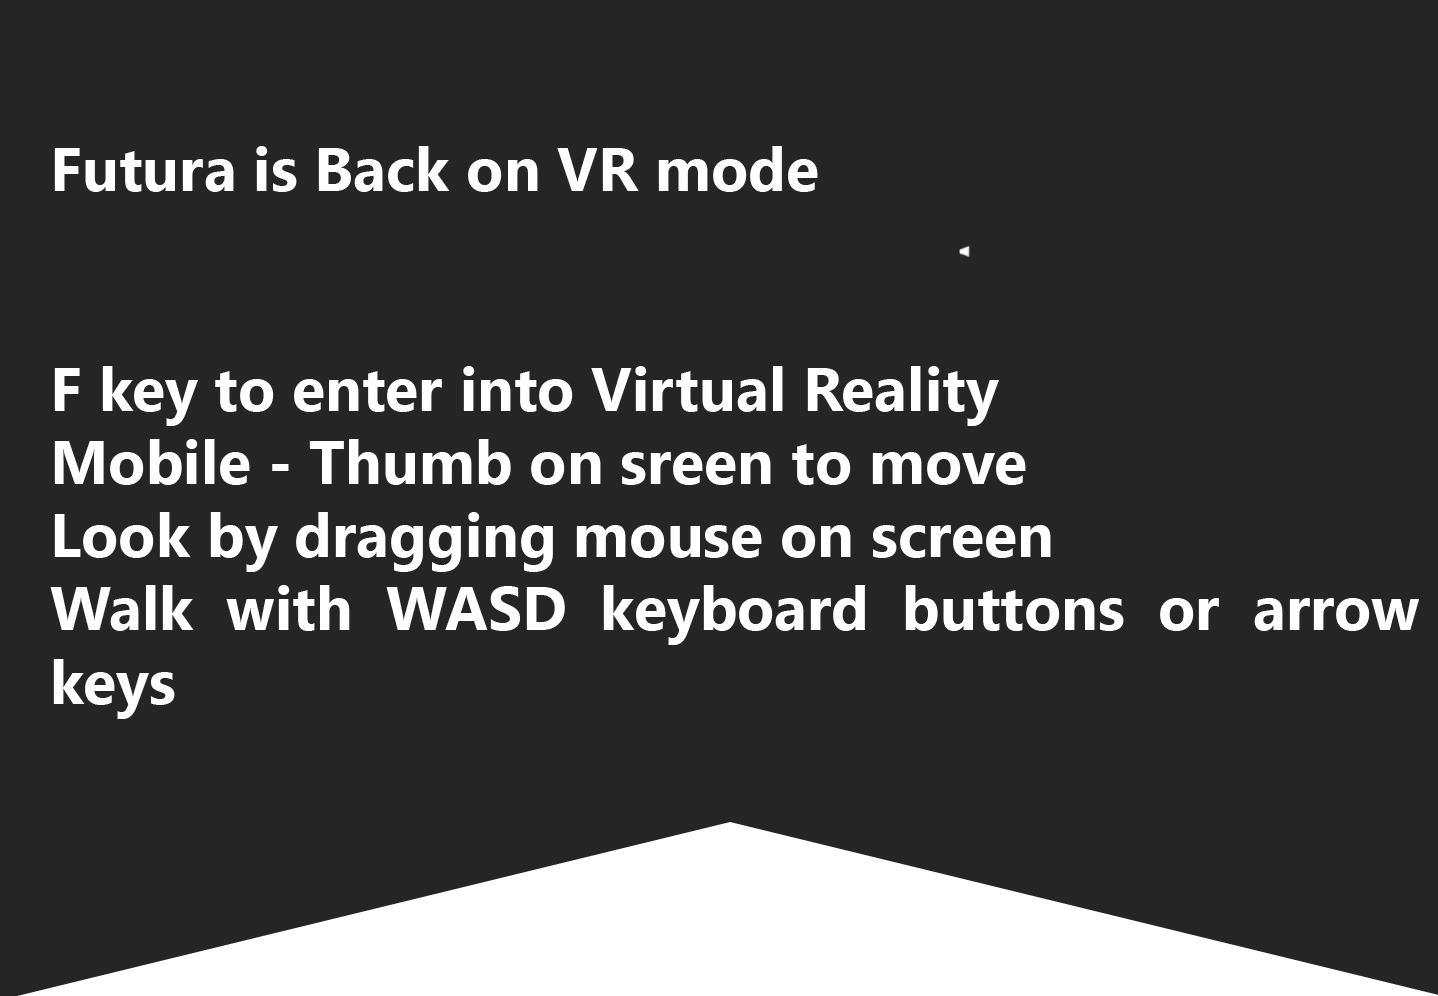 Futura is Back on VR mode
F key to enter into Virtual Reality
Mobile - Thumb on sreen to move
Look by dragging mouse on screen
Walk with WASD keyboard buttons or arrow
keys